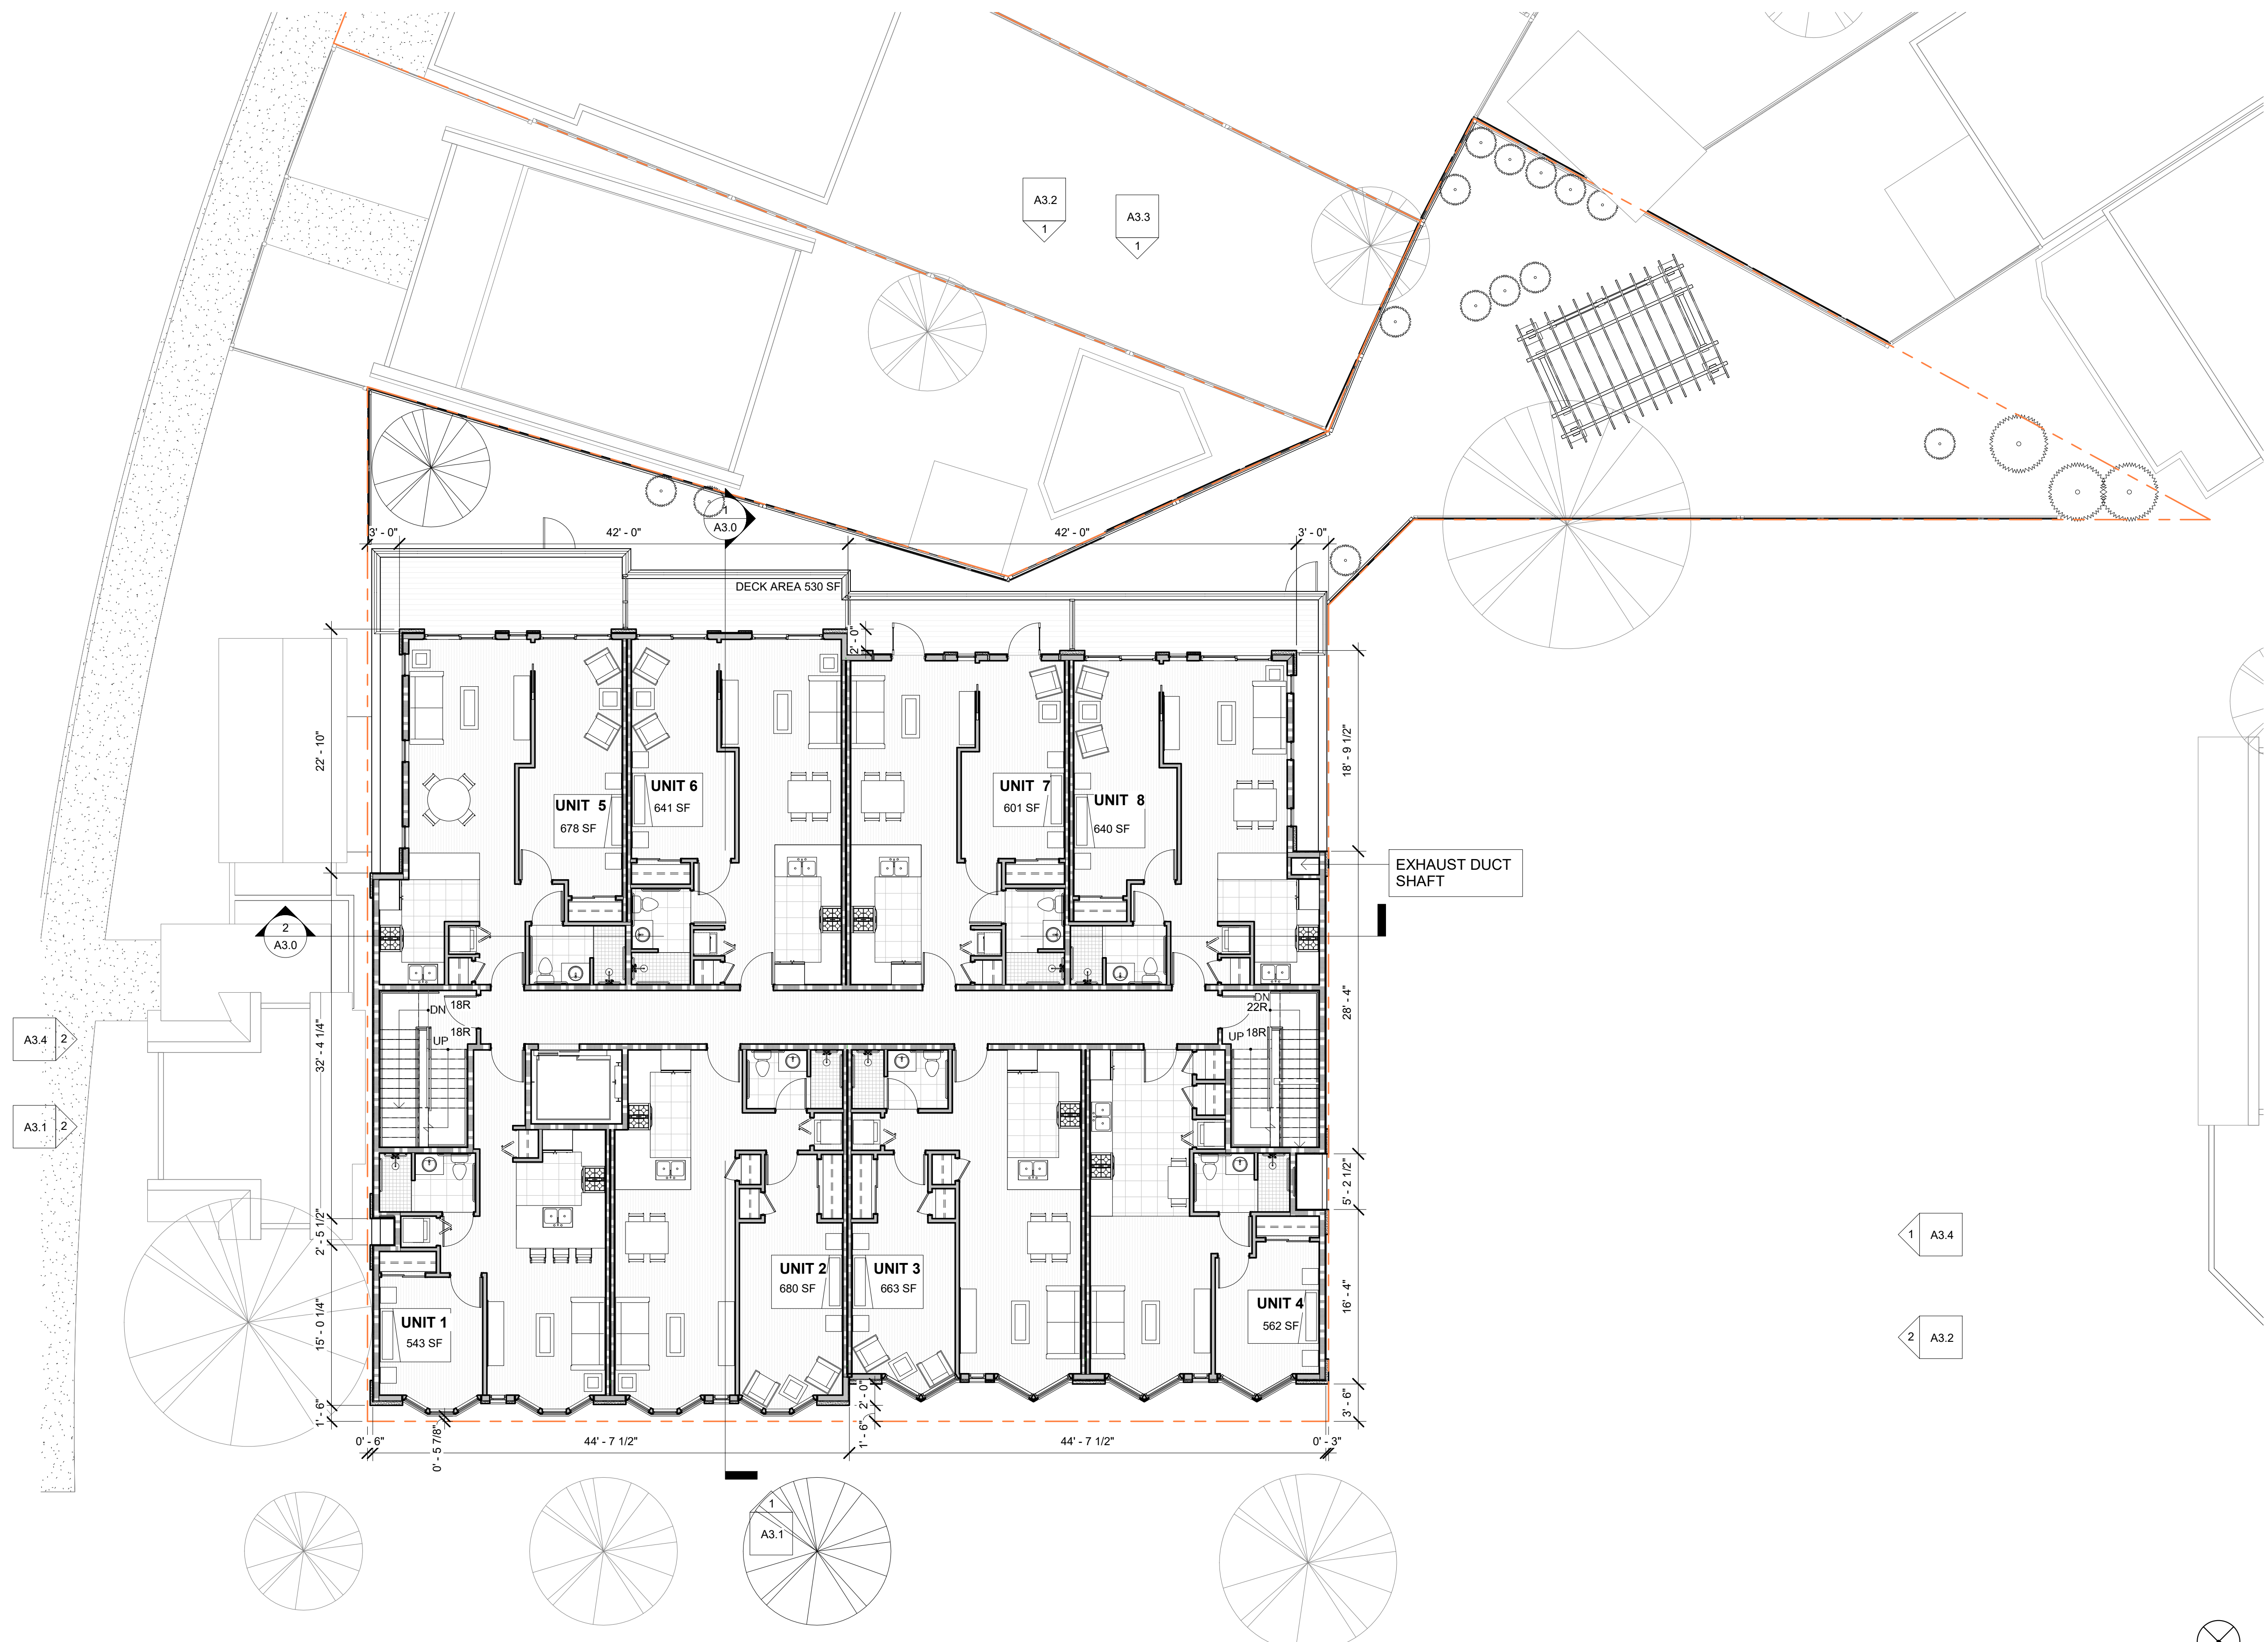 A3.2
1
A3.3
1
1
A3.0
3' - 0"
42' - 0"
42' - 0"
3' - 0"
DECK AREA 530 SF
2' - 0"
22' - 10"
18' - 9 1/2"
UNIT 5
678 SF
UNIT 6
641 SF
UNIT 7
601 SF
UNIT 8
640 SF
EXHAUST DUCT
SHAFT
2
A3.0
18R
DN
18R
UP
DN
22R
UP 18R
28' - 4"
32' - 4 1/4"
A3.4 2
A3.1 2
5' - 2 1/2"
2' - 5 1/2"
1 A3.4
2 A3.2
15' - 0 1/4"
16' - 4"
UNIT 1
543 SF
UNIT 2
680 SF
UNIT 3
663 SF
UNIT 4
562 SF
1' - 6"
2' - 0"
3' - 6"
1' - 6"
0' - 6"
0' - 5 7/8"
44' - 7 1/2"
44' - 7 1/2"
0' - 3"
1
A3.1